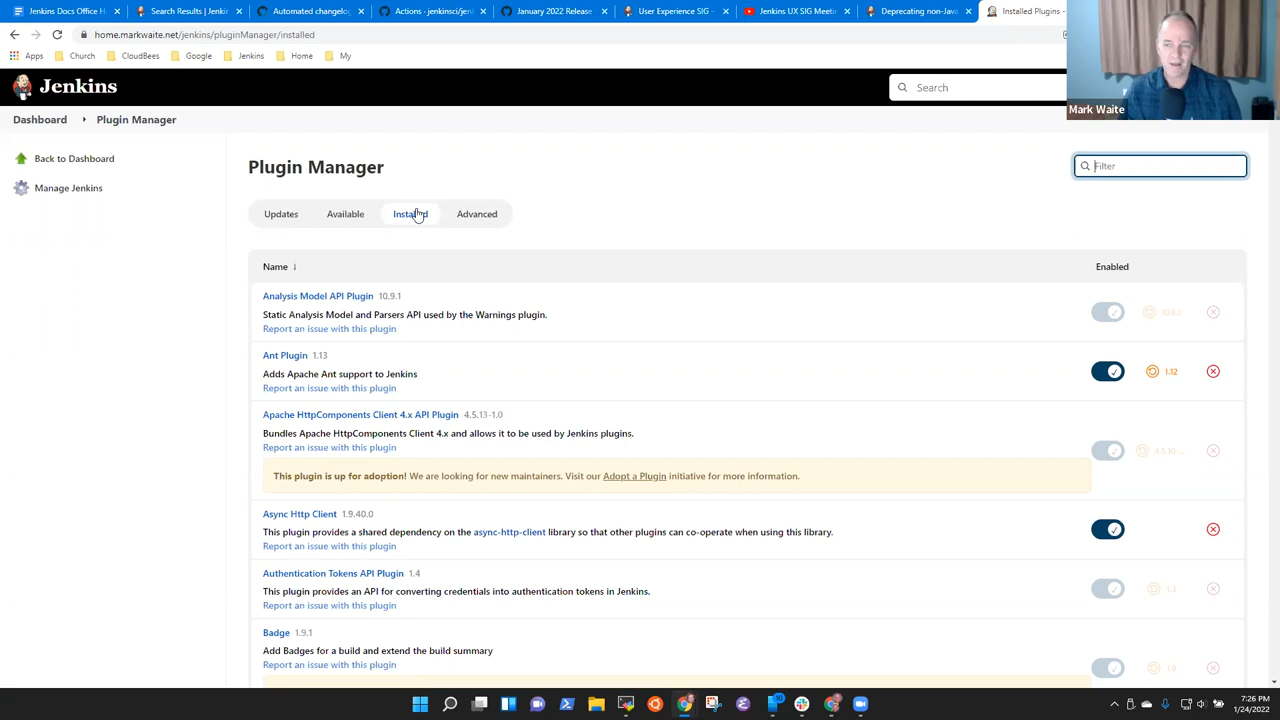 Jenkins Docs Office H
Search Results | Jenkins
Automated changelog
Actions · jenkinsci/jenk
January 2022 Release
User Experience SIG -
Jenkins UX SIG Meetin
Deprecating non-Java
Installed Plugins -
home.markwaite.net/jenkins/pluginManager/installed
Apps
Church
CloudBees
Google
Jenkins
Home
My
Jenkins
Search
Mark Waite
Dashboard
Plugin Manager
Back to Dashboard
Manage Jenkins
Plugin Manager
Filter
Updates
Available
Installed
Advanced
Name ↓
Enabled
Analysis Model API Plugin 10.9.1
Static Analysis Model and Parsers API used by the Warnings plugin.
Report an issue with this plugin
Ant Plugin 1.13
Adds Apache Ant support to Jenkins
1.12
Report an issue with this plugin
Apache HttpComponents Client 4.x API Plugin 4.5.13-1.0
Bundles Apache HttpComponents Client 4.x and allows it to be used by Jenkins plugins.
Report an issue with this plugin
This plugin is up for adoption! We are looking for new maintainers. Visit our Adopt a Plugin initiative for more information.
Async Http Client 1.9.40.0
This plugin provides a shared dependency on the async-http-client library so that other plugins can co-operate when using this library.
Report an issue with this plugin
Authentication Tokens API Plugin 1.4
This plugin provides an API for converting credentials into authentication tokens in Jenkins.
1.3
Report an issue with this plugin
Badge 1.9.1
Add Badges for a build and extend the build summary
Report an issue with this plugin
7:26 PM
1/24/2022